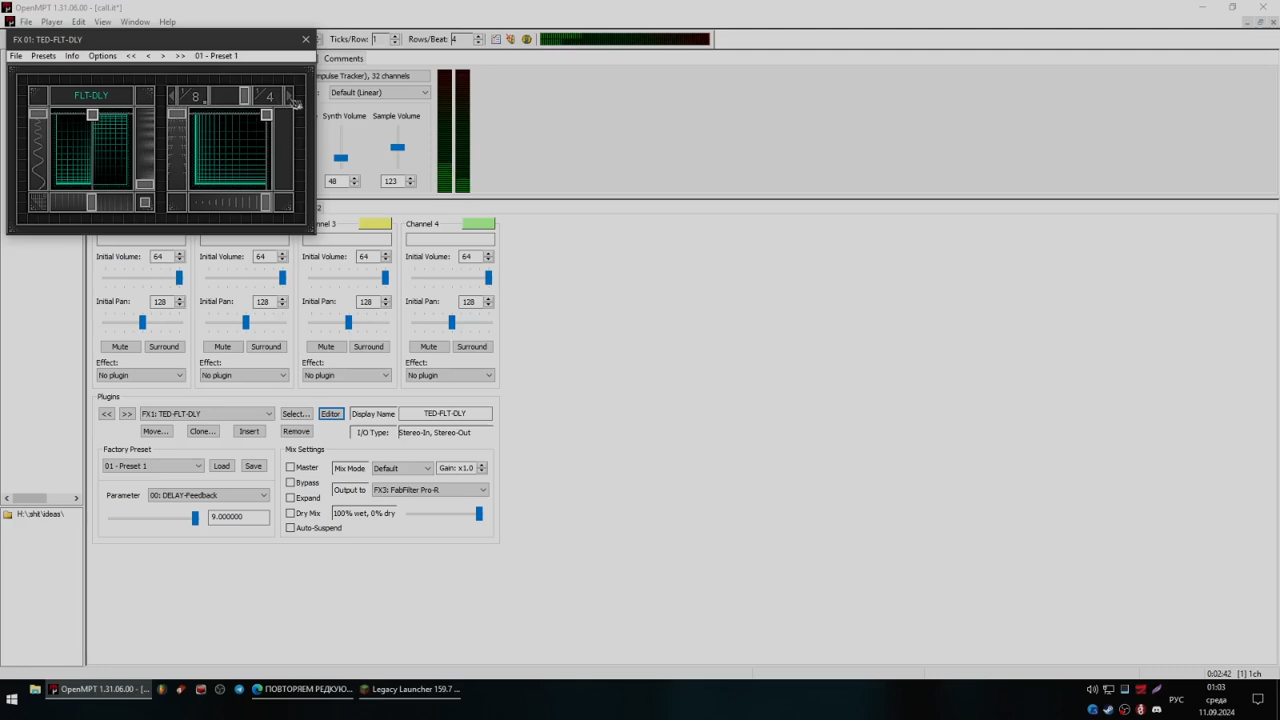 OpenMPT 1.31.06.00 - [call.it*]
File Player Edit View Window Help
FX 01: TED-FLT-DLY
Ticks/Row: 1 Rows/Beat: 4
File Presets Info Options << < > >> 01 - Preset 1
Comments
mpulse Tracker), 32 channels
FLT-DLY 1/8. 1/4
: Default (Linear)
Synth Volume Sample Volume
48 123
2
nnel 3 Channel 4
Initial Volume: 64 Initial Volume: 64 Initial Volume: 64 Initial Volume: 64
Initial Pan: 128 Initial Pan: 128 Initial Pan: 128 Initial Pan: 128
Mute Surround Mute Surround Mute Surround Mute Surround
Effect: Effect: Effect: Effect:
No plugin No plugin No plugin No plugin
Plugins
<< >> FX1: TED-FLT-DLY Select... Editor Display Name TED-FLT-DLY
Move... Clone... Insert Remove I/O Type: Stereo-In, Stereo-Out
Factory Preset Mix Settings
01 - Preset 1 Load Save Master Mix Mode Default Gain: x1.0
Bypass
Parameter 00: DELAY-Feedback Expand Output to FX3: FabFilter Pro-R
9.000000 Dry Mix 100% wet, 0% dry
Auto-Suspend
H:\shit\ideas\
0:02:42 [1] 1ch
OpenMPT 1.31.06.00 - [... ПОВТОРЯЕМ РЕДКУЮ... Legacy Launcher 159.7 ...
РУС
01:03
среда
11.09.2024